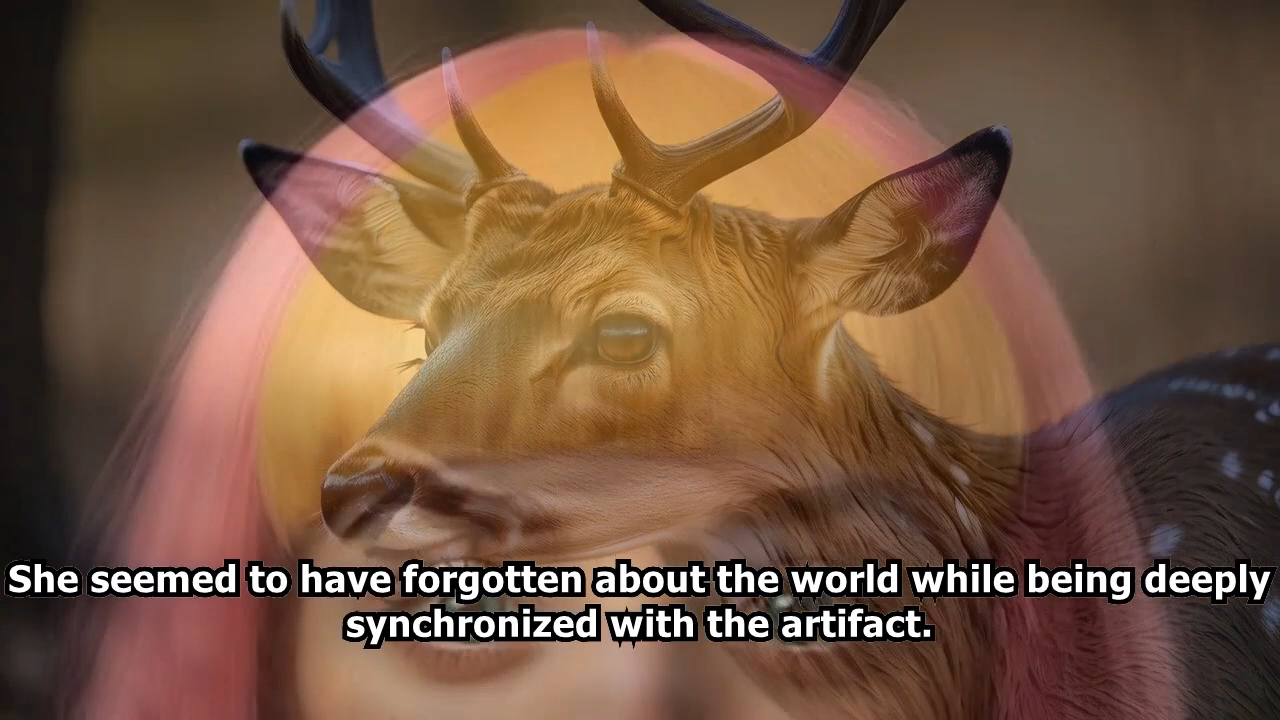 She seemed to have forgotten about the world while being deeply
synchronized with the artifact.